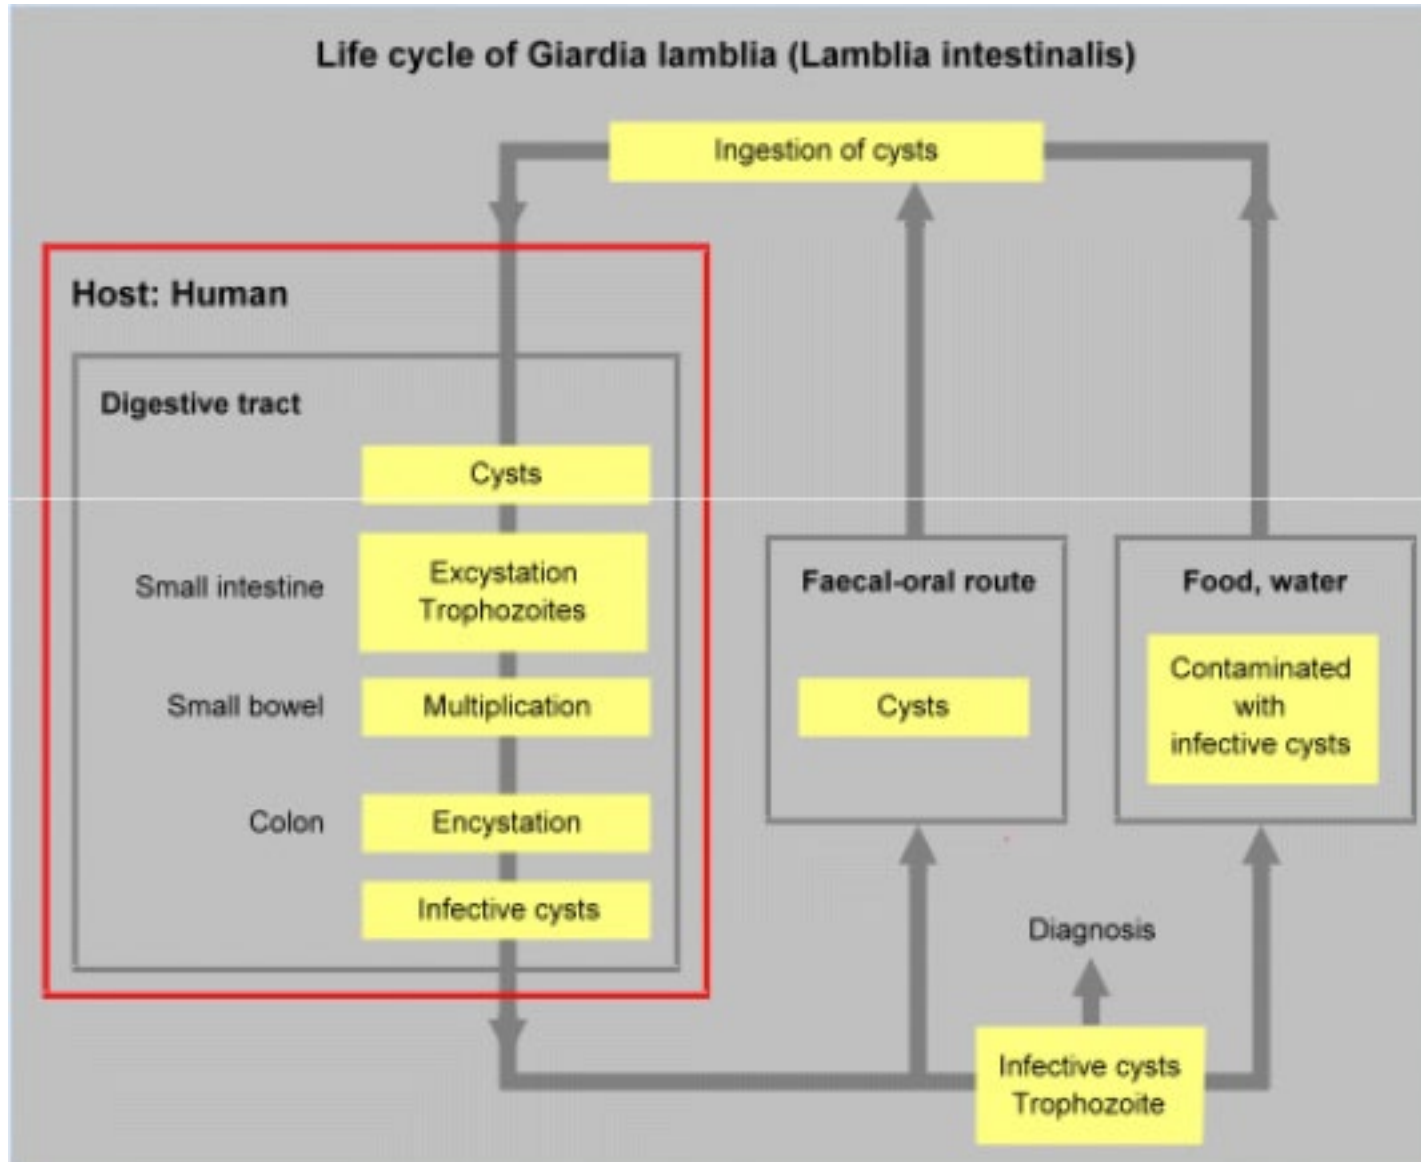 Life cycle of Giardia lamblia (Lamblia intestinalis)
Ingestion of cysts
Host: Human
Digestive tract
Cysts
Small intestine
Excystation
Trophozoites
Small bowel
Multiplication
Colon
Encystation
Infective cysts
Faecal-oral route
Cysts
Food, water
Contaminated
with
infective cysts
Diagnosis
Infective cysts
Trophozoite